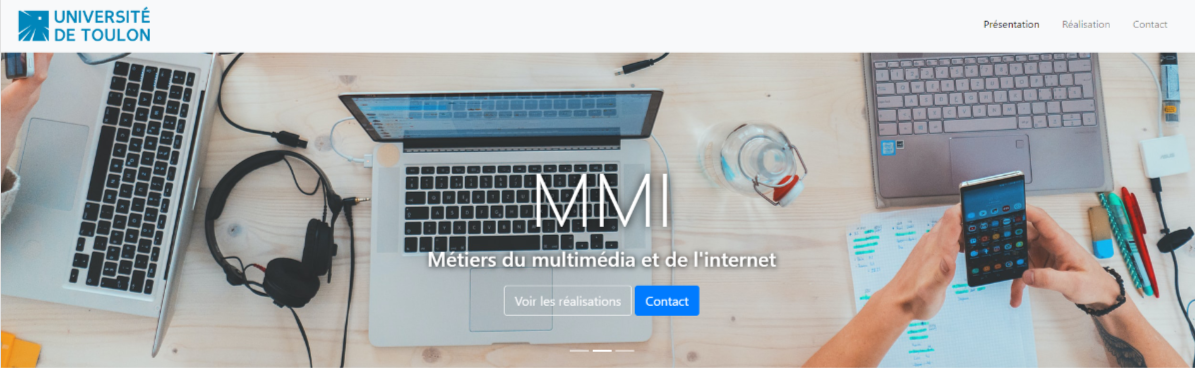 UNIVERSITÉ
DE TOULON
Présentation
Réalisation
Contact
MMI
Métiers du multimédia et de l'internet
Voir les réalisations
Contact